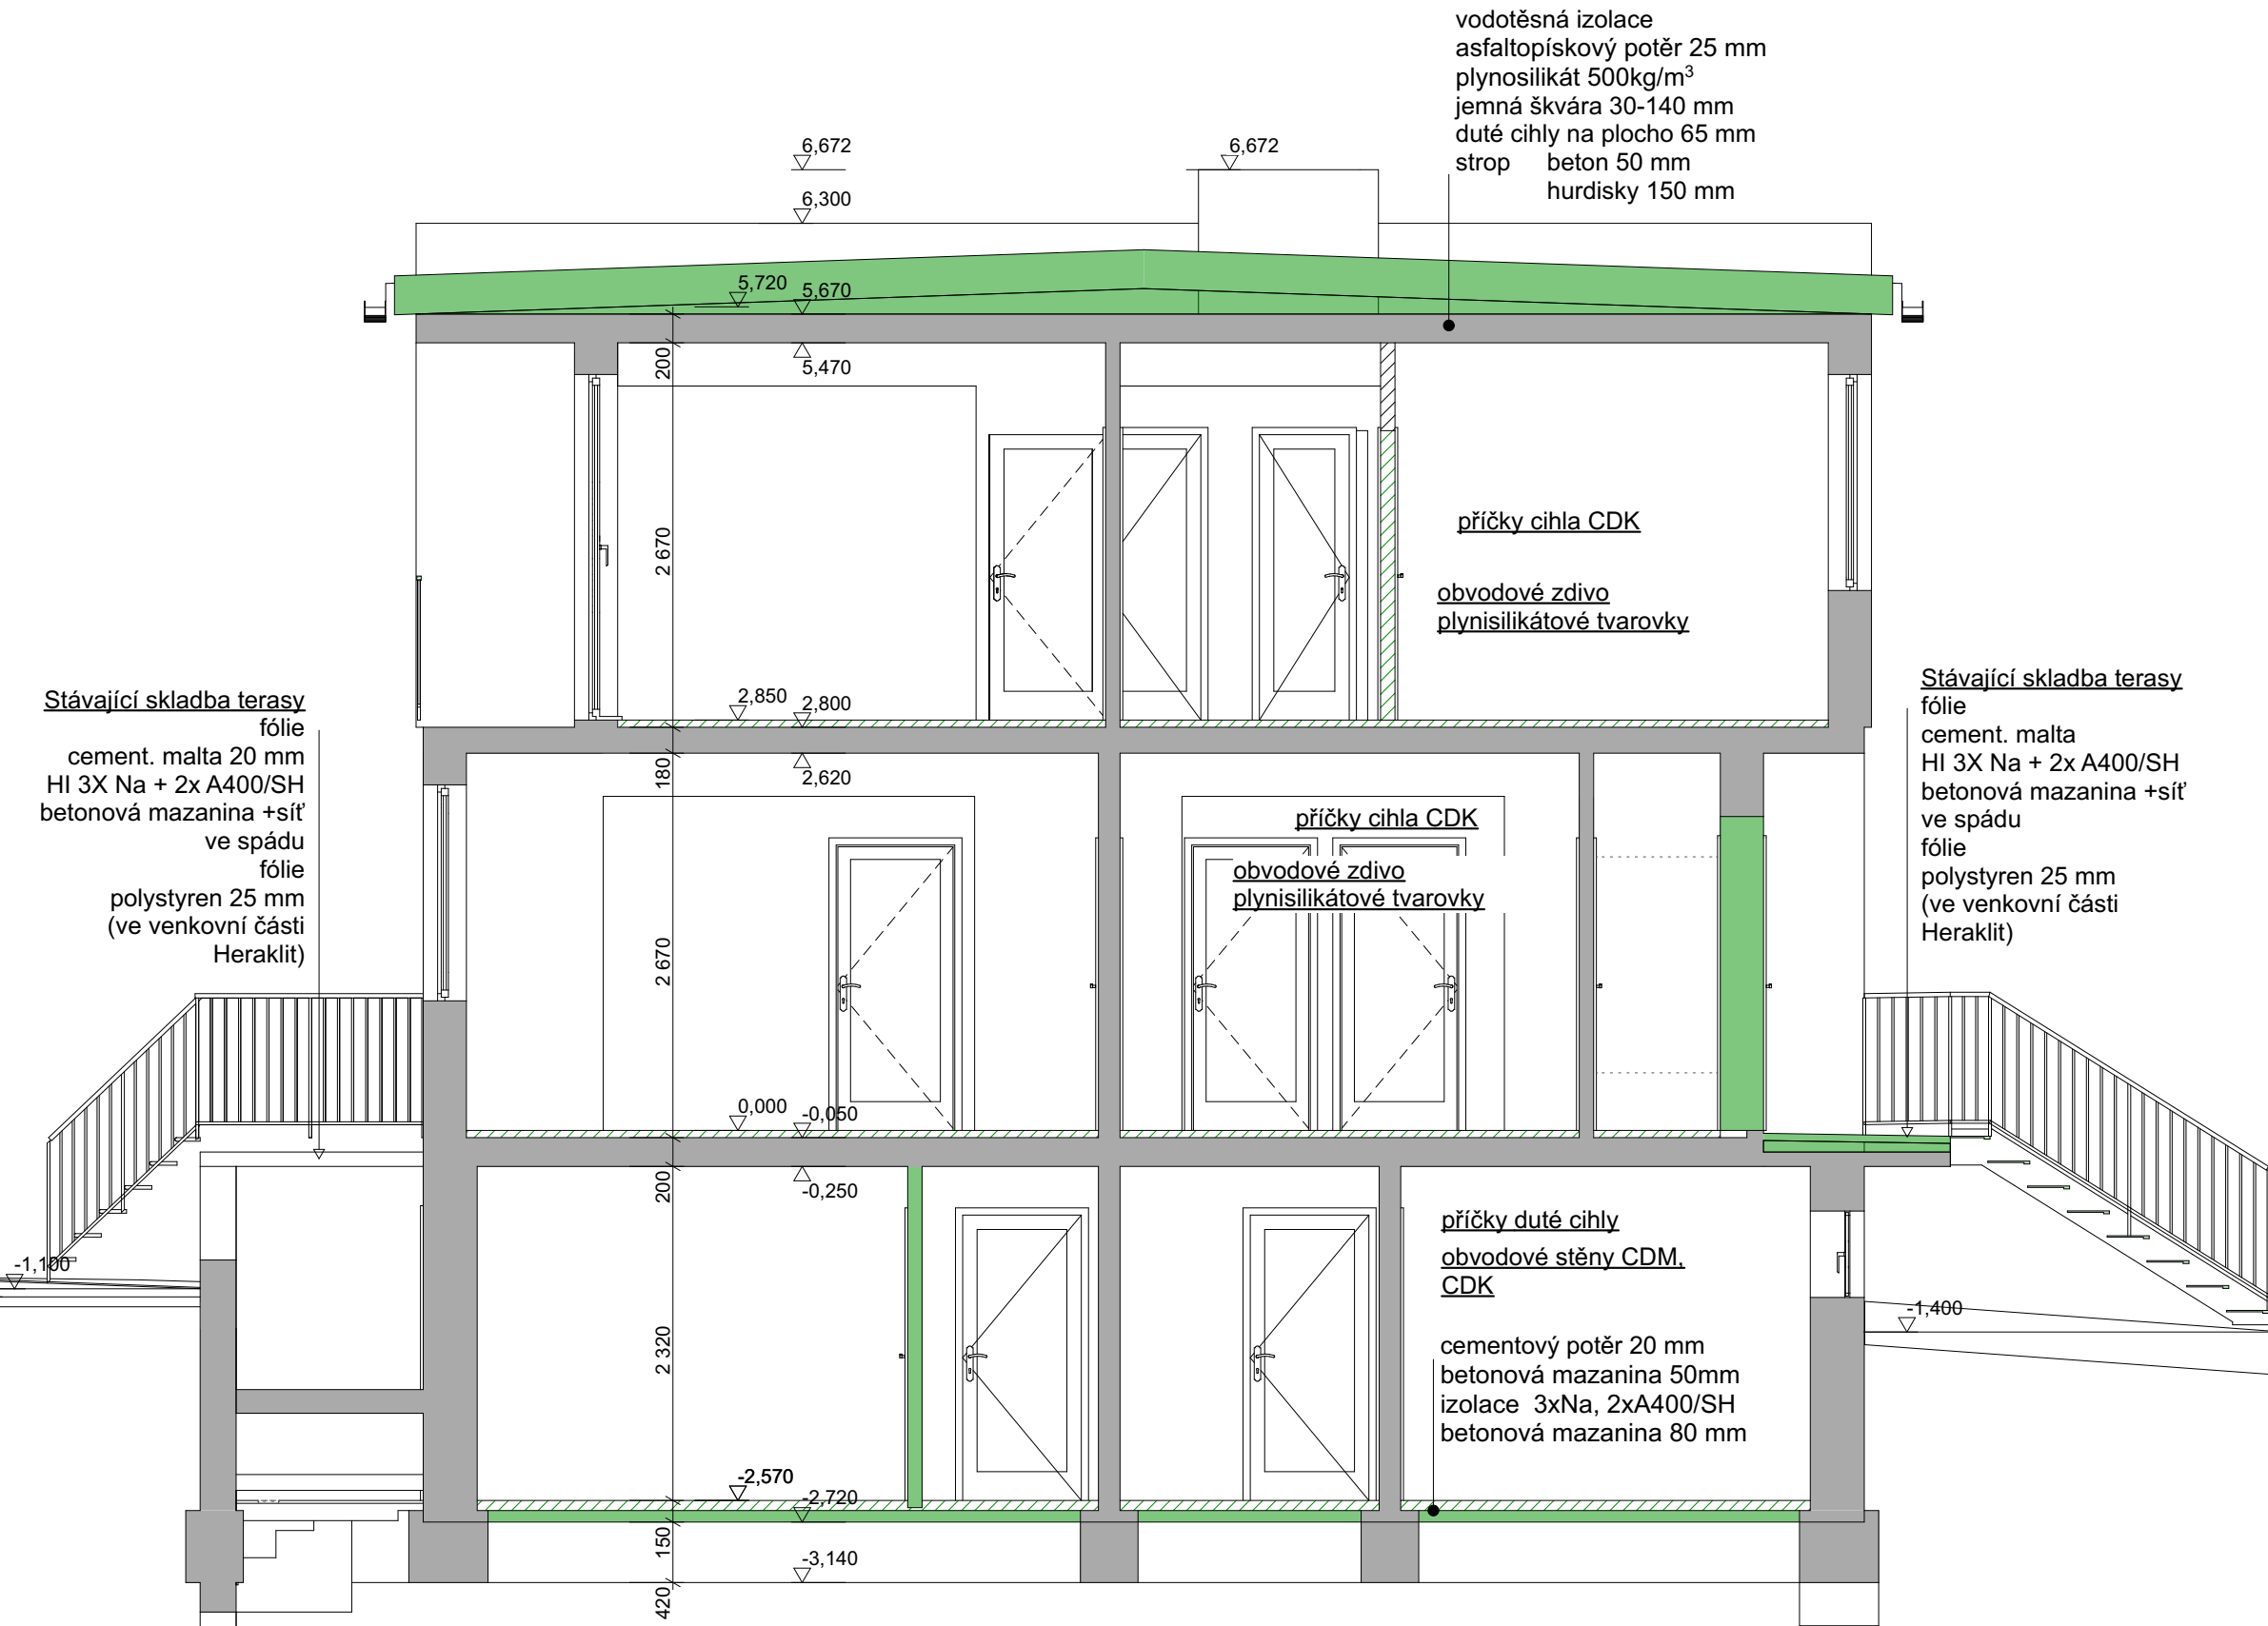 vodotěsná izolace
asfaltopískový potěr 25 mm
plynosilikát 500kg/m³
jemná škvára 30-140 mm
duté cihly na plocho 65 mm
strop beton 50 mm
hurdisky 150 mm
6,672
6,672
6,300
5,720
5,670
200
5,470
2 670
příčky cihla CDK
obvodové zdivo
plynisilikátové tvarovky
2,850
2,800
180
2,620
Stávající skladba terasy
fólie
cement. malta 20 mm
HI 3X Na + 2x A400/SH
betonová mazanina +síť
ve spádu
fólie
polystyren 25 mm
(ve venkovní části
Heraklit)
Stávající skladba terasy
fólie
cement. malta
HI 3X Na + 2x A400/SH
betonová mazanina +síť
ve spádu
fólie
polystyren 25 mm
(ve venkovní části
Heraklit)
příčky cihla CDK
obvodové zdivo
plynisilikátové tvarovky
2 670
0,000
-0,050
200
-0,250
-1,100
-1,400
příčky duté cihly
obvodové stěny CDM,
CDK
2 320
cementový potěr 20 mm
betonová mazanina 50mm
izolace 3xNa, 2xA400/SH
betonová mazanina 80 mm
-2,570
-2,720
150
-3,140
420